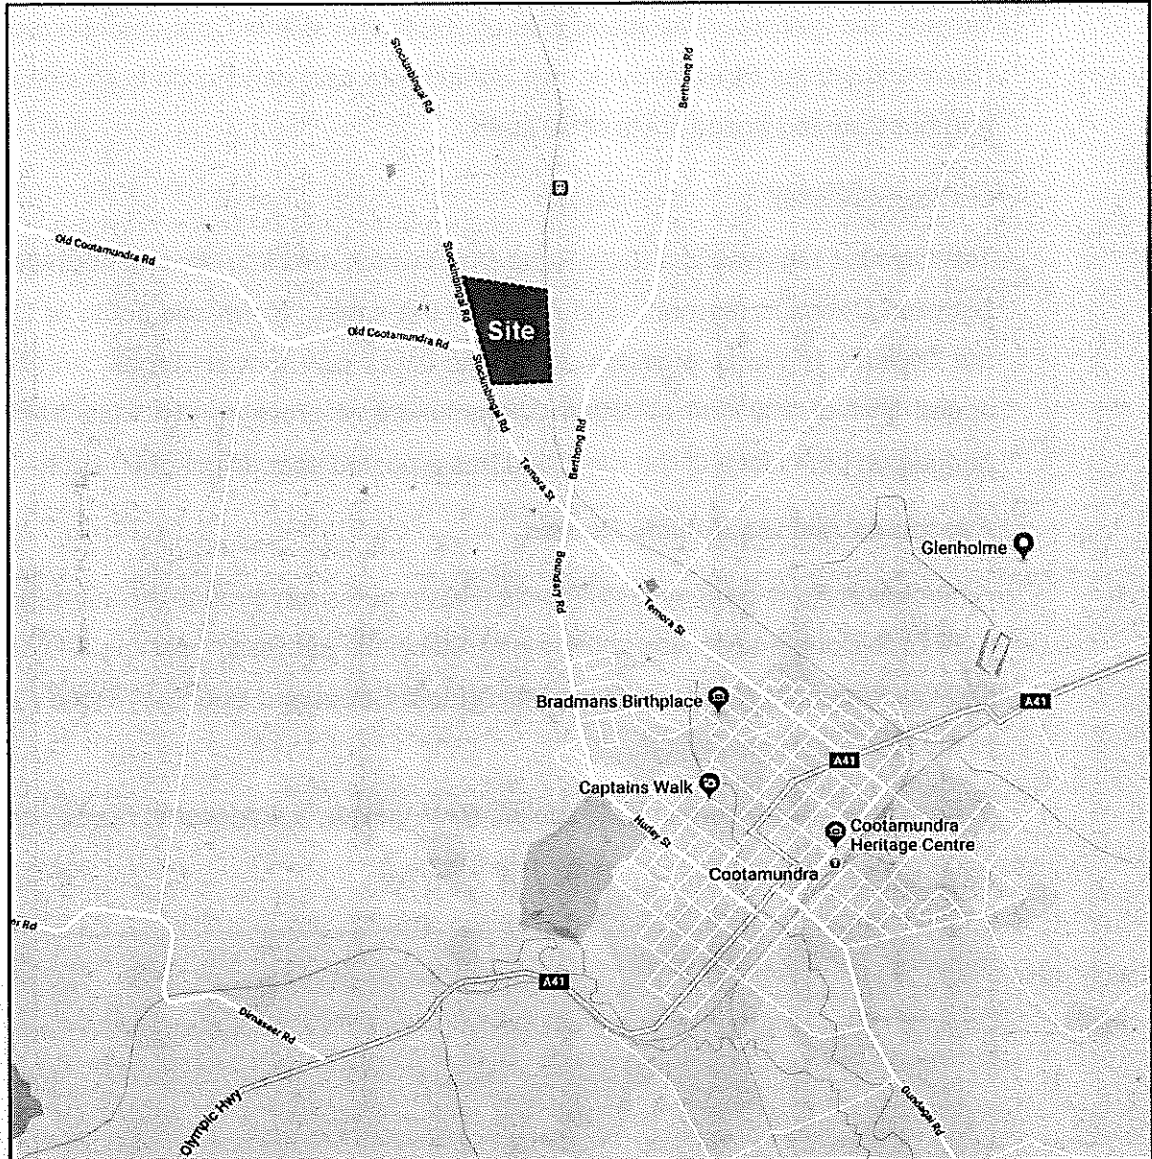 Stockinbingal Rd
Berthong Rd
Old Cootamundra Rd
Stockinbingal Rd
Site
Old Cootamundra Rd
Stockinbingal Rd
Berthong Rd
Temora St
Glenholme
Boundary Rd
Temora St
Bradmans Birthplace
A41
A41
Captains Walk
Hurley St
Cootamundra
Heritage Centre
Cootamundra
Rd
A41
Dirnaseer Rd
Olympic Hwy
Gundagai Rd